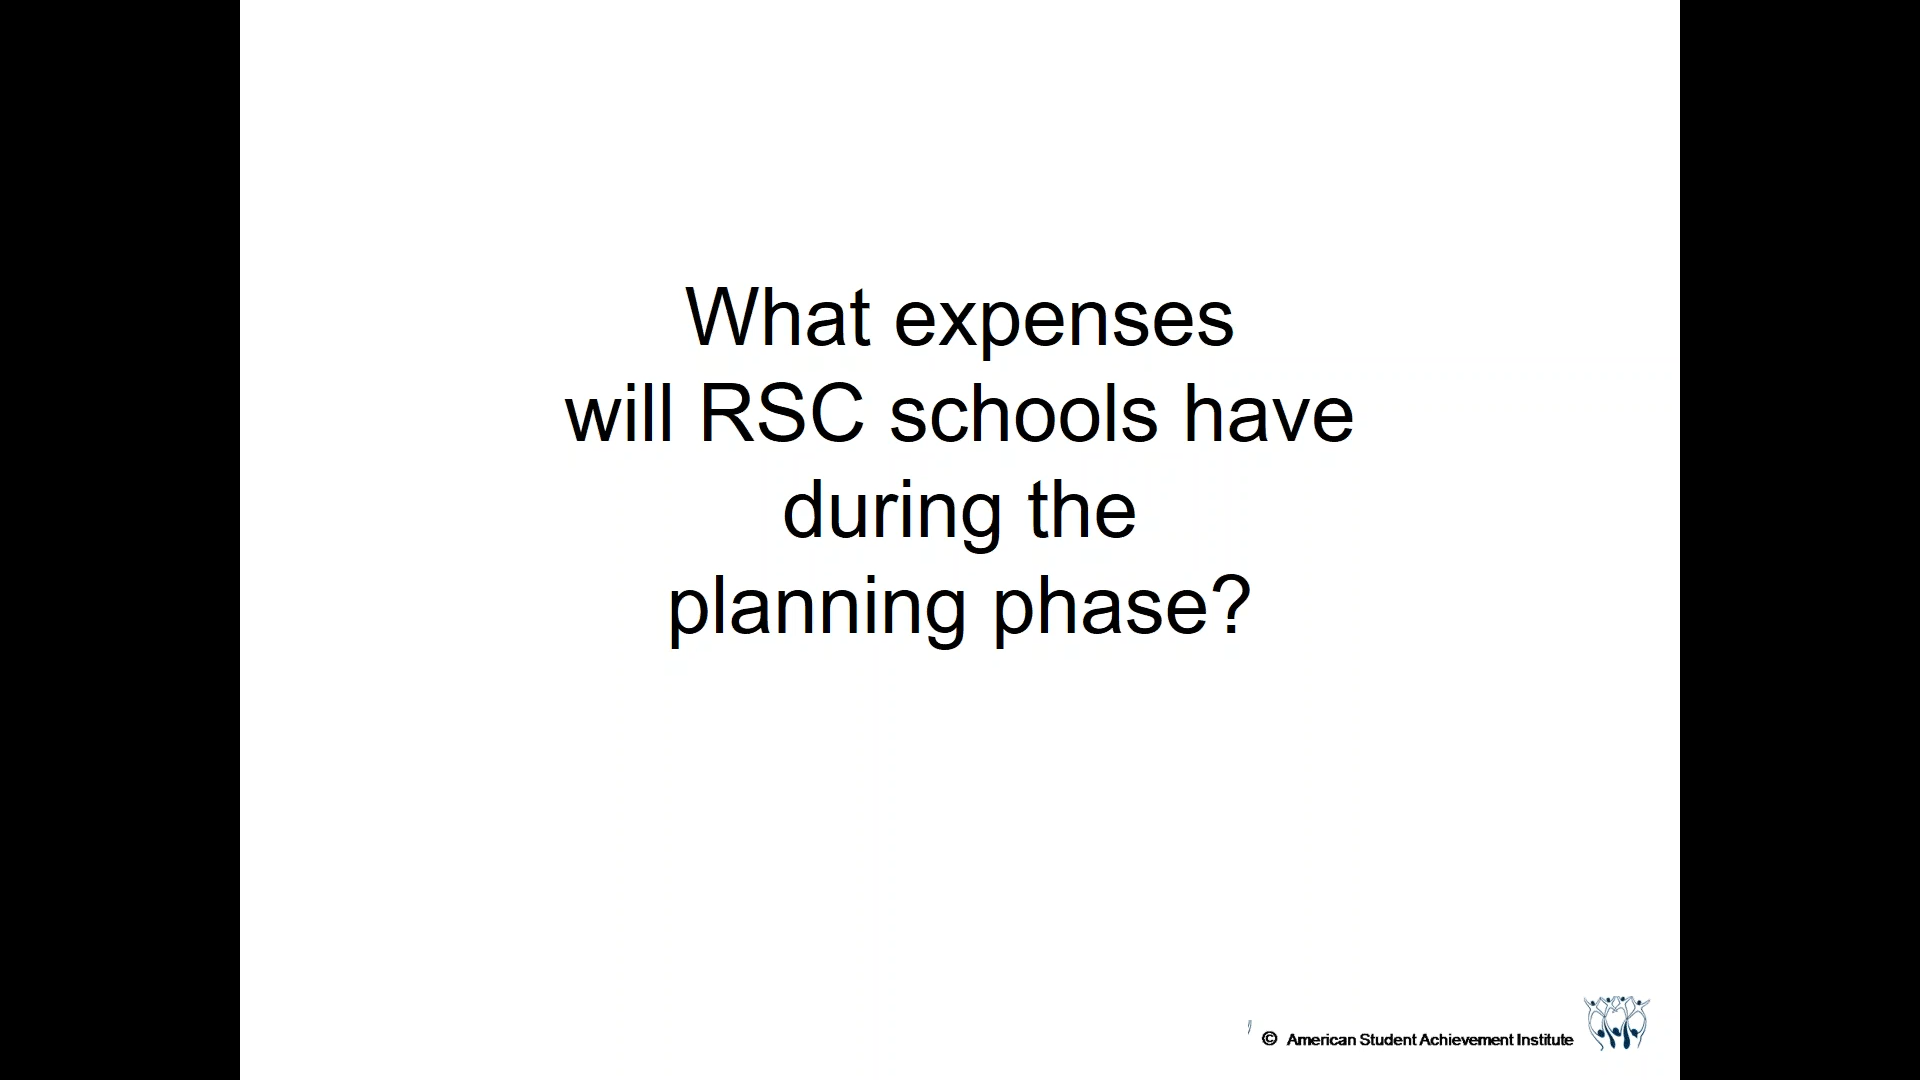 What expenses
will RSC schools have
during the
planning phase?
© American Student Achievement Institute